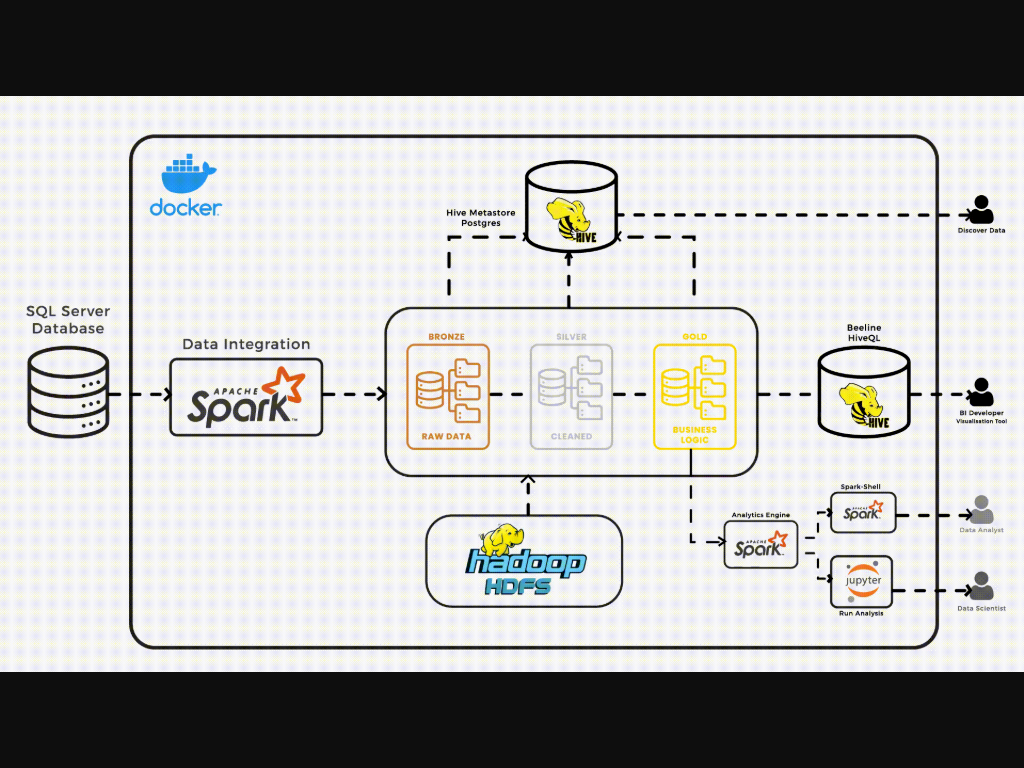 docker
Hive Metastore
Postgres
HIVE
Discover Data
SQL Server
Database
Data Integration
APACHE
Spark
BRONZE
RAW DATA
SILVER
CLEANED
GOLD
BUSINESS
LOGIC
Beeline
HiveQL
HIVE
BI Developer
Visualisation Tool
hadoop
HDFS
Analytics Engine
APACHE
Spark
Spark-Shell
APACHE
Spark
Data Analyst
jupyter
Run Analysis
Data Scientist